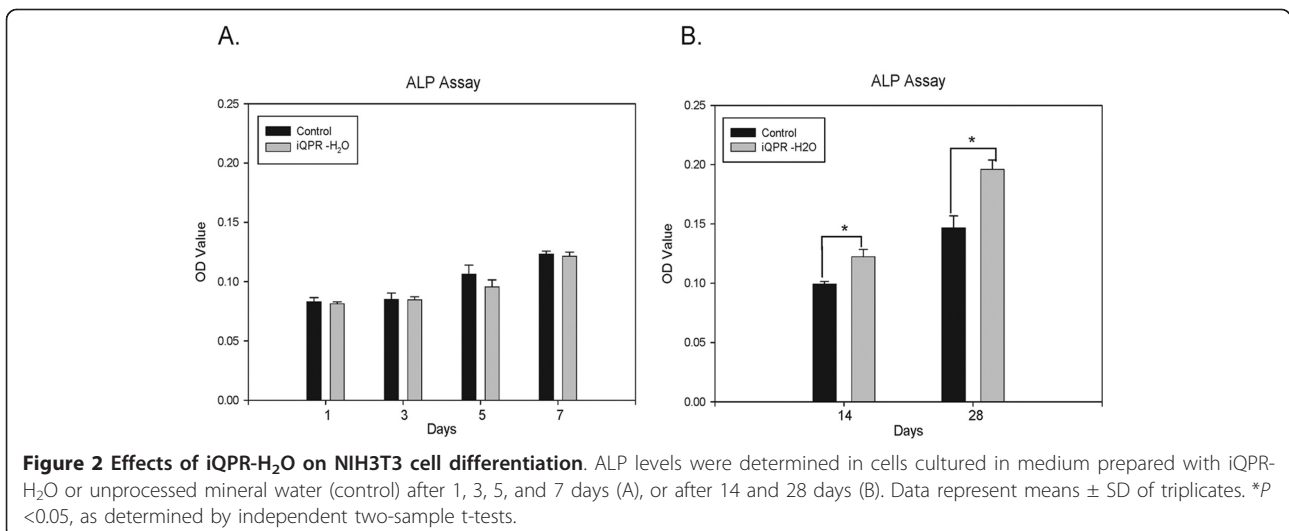 A.
ALP Assay
0.25
0.20
0.15
0.10
0.05
0.00
OD Value
Control
iQPR -H₂O
1 3 5 7
Days
B.
ALP Assay
0.25
0.20
0.15
0.10
0.05
0.00
OD Value
Control
iQPR -H2O
*
*
14 28
Days
Figure 2 Effects of iQPR-H₂O on NIH3T3 cell differentiation. ALP levels were determined in cells cultured in medium prepared with iQPR-
H₂O or unprocessed mineral water (control) after 1, 3, 5, and 7 days (A), or after 14 and 28 days (B). Data represent means ± SD of triplicates. *P
<0.05, as determined by independent two-sample t-tests.